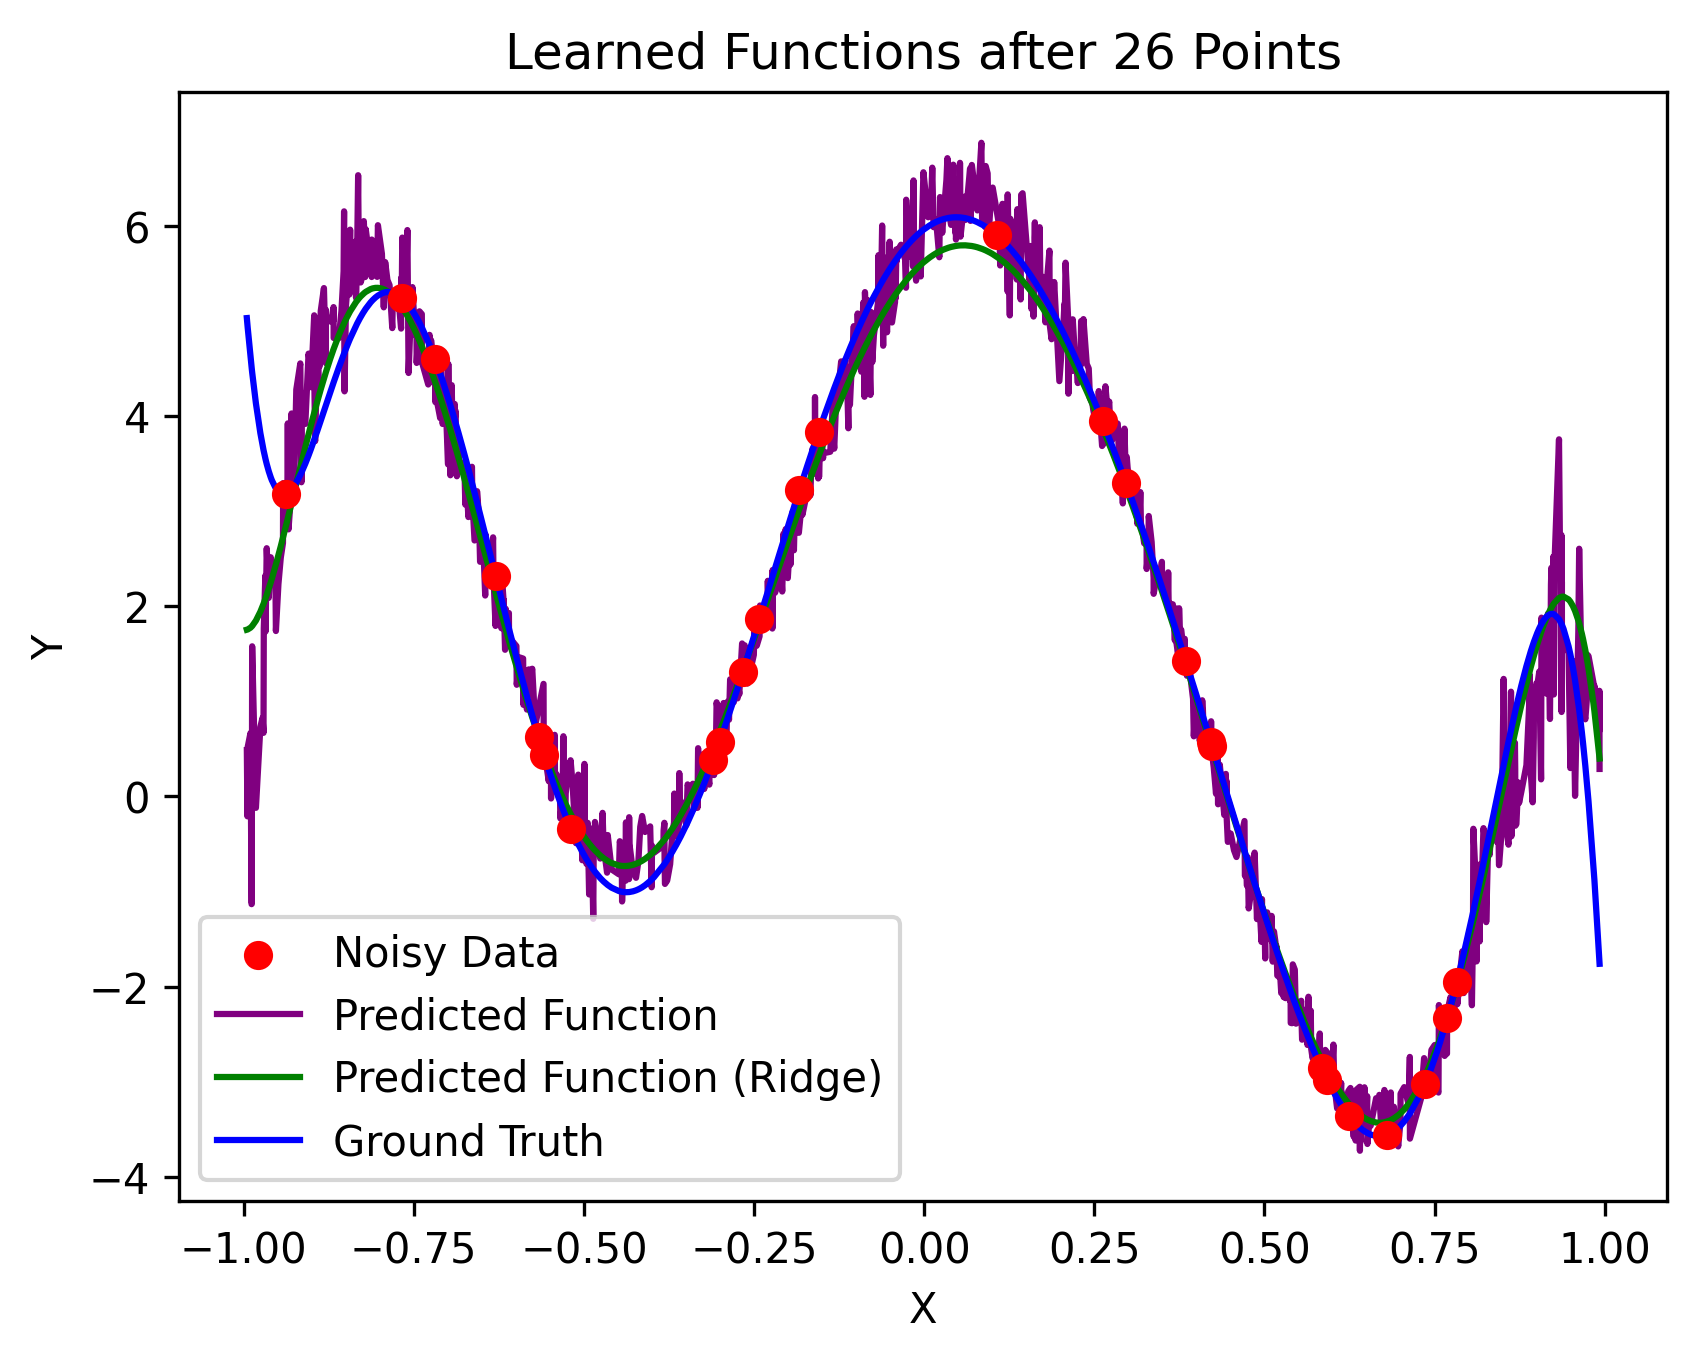 Learned Functions after 26 Points
Y
6
4
2
0
−2
−4
Noisy Data
Predicted Function
Predicted Function (Ridge)
Ground Truth
−1.00 −0.75 −0.50 −0.25 0.00 0.25 0.50 0.75 1.00
X